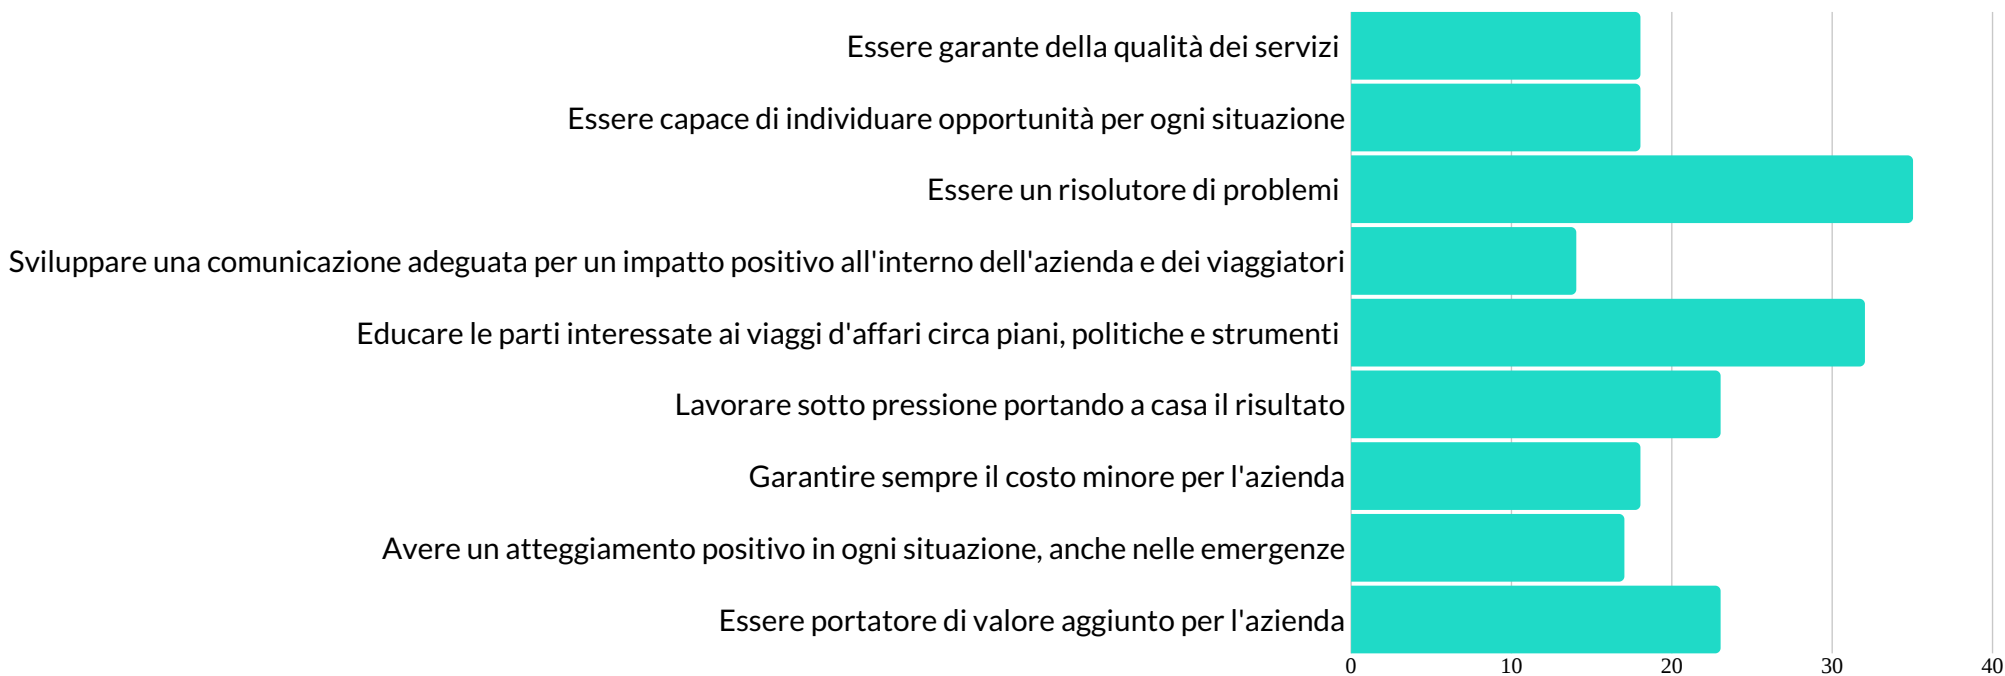 Essere garante della qualità dei servizi
Essere capace di individuare opportunità per ogni situazione
Essere un risolutore di problemi
Sviluppare una comunicazione adeguata per un impatto positivo all'interno dell'azienda e dei viaggiatori
Educare le parti interessate ai viaggi d'affari circa piani, politiche e strumenti
Lavorare sotto pressione portando a casa il risultato
Garantire sempre il costo minore per l'azienda
Avere un atteggiamento positivo in ogni situazione, anche nelle emergenze
Essere portatore di valore aggiunto per l'azienda
0 10 20 30 40